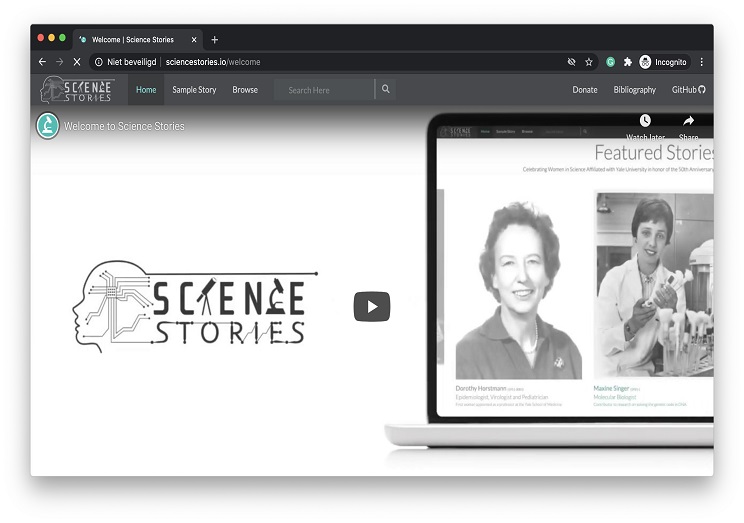 Welcome | Science Stories
Niet beveiligd | sciencestories.io/welcome
Incognito
SCIENCE STORIES
Home
Sample Story
Browse
Search Here
Donate
Bibliography
GitHub
Welcome to Science Stories
Watch later
Share
SCIENCE
STORIES
Featured Stories
Celebrating Women in Science Affiliated with Yale University in honor of the 50th Anniversary
Dorothy Horstmann
Epidemiologist, Virologist and Pediatrician
Maxine Singer
Molecular Biologist